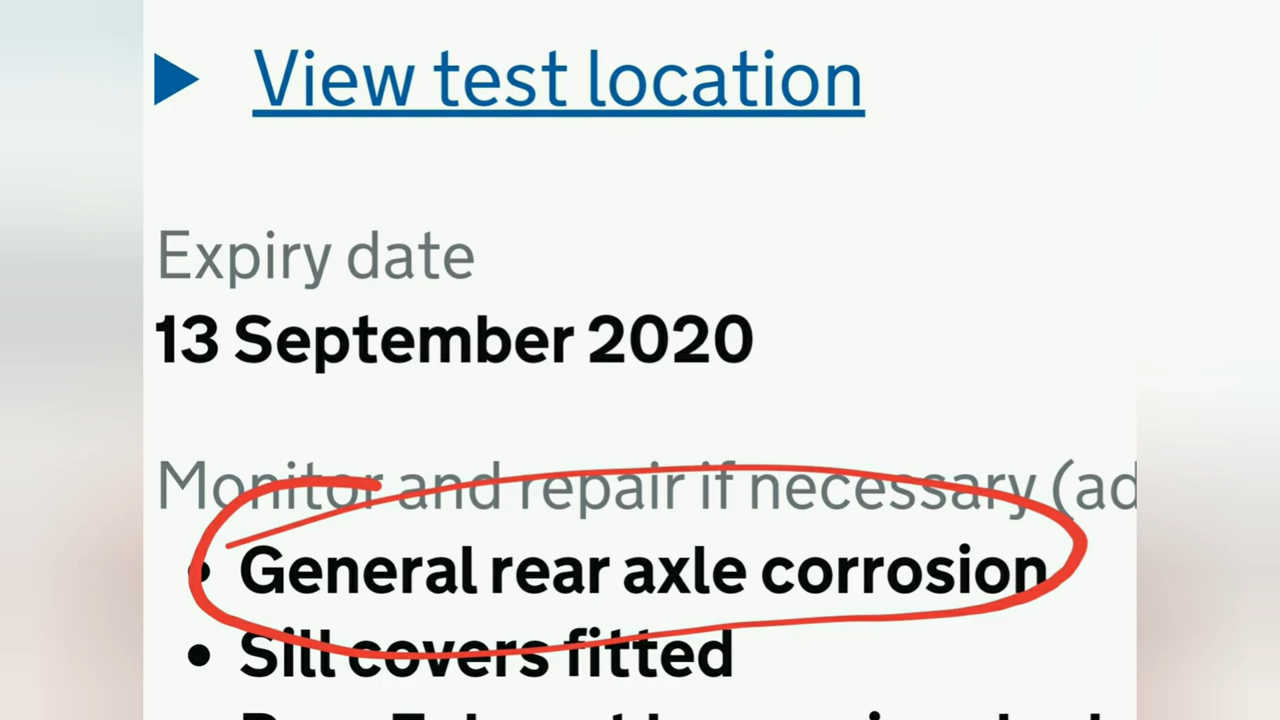 View test location
Expiry date
13 September 2020
Monitor and repair if necessary (ad
General rear axle corrosion
Sill covers fitted